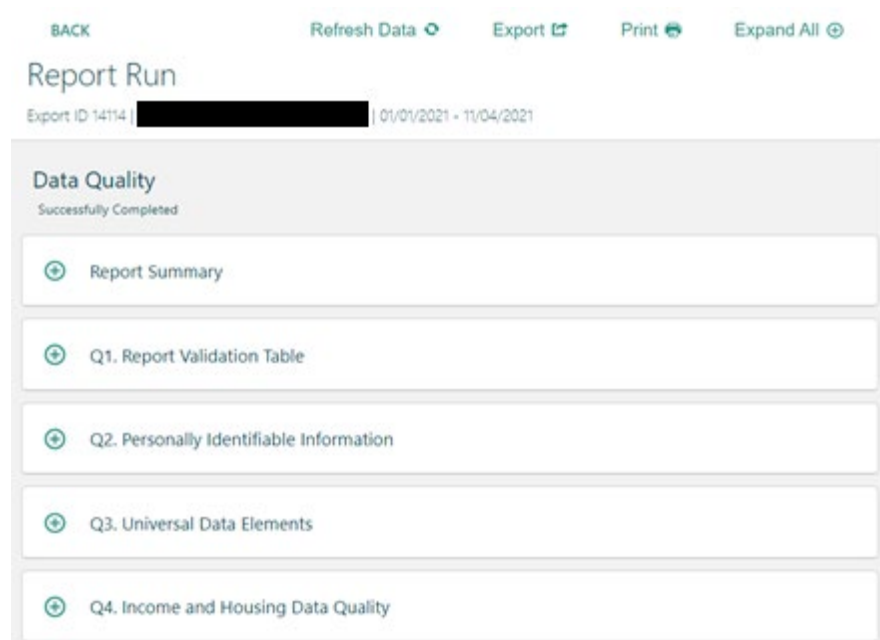 BACK Refresh Data Export Print Expand All
Report Run
Export ID 14114 | | 01/01/2021 - 11/04/2021
Data Quality
Successfully Completed
Report Summary
Q1. Report Validation Table
Q2. Personally Identifiable Information
Q3. Universal Data Elements
Q4. Income and Housing Data Quality